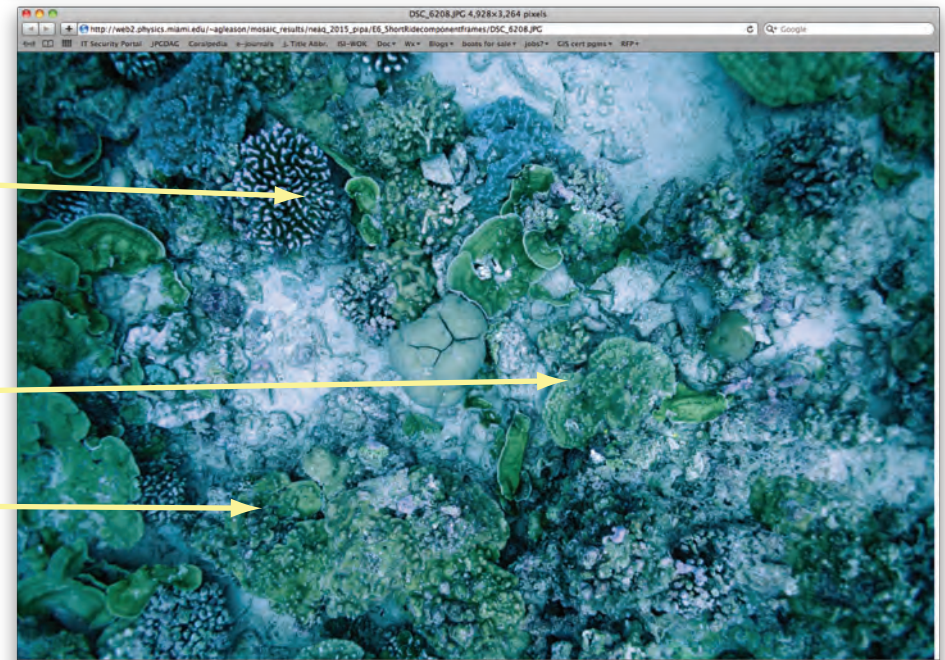 DSC_6208.JPG 4,928×3,264 pixels
http://web2.physics.miami.edu/~agleason/mosaic_results/neaq_2015_pipa/E6_ShortRidecomponentframes/DSC_6208.JPG
Google
IT Security Portal JPGDAG Coralpedia e-journals J. Title Abbr. ISI-WOK Doc Wx Blogs boats for sale jobs? GIS cert pgms RFP